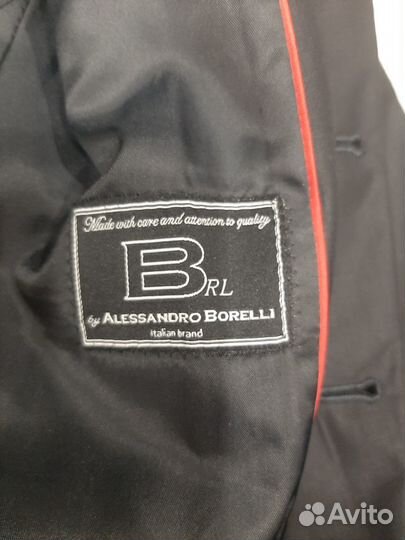 Made with care and attention to quality
BRL
by ALESSANDRO BORELLI
italian brand
Avito